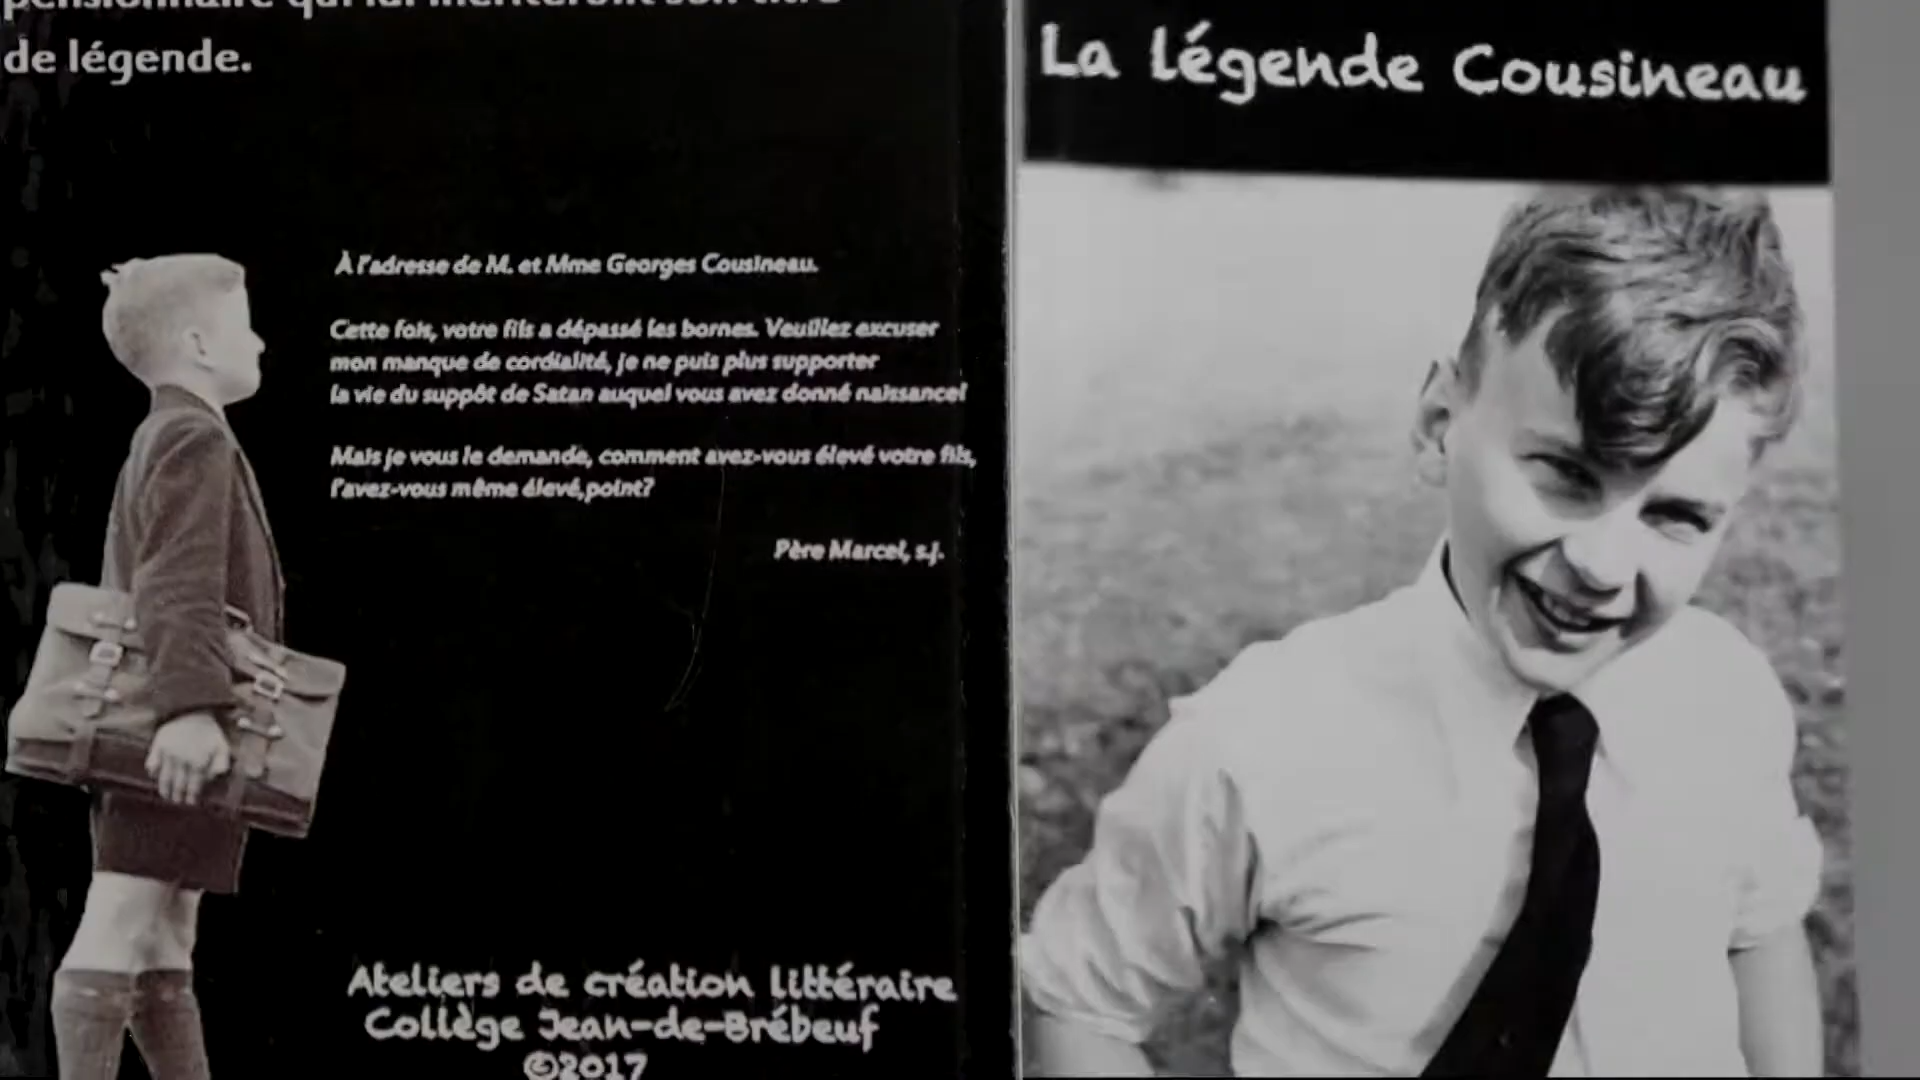 de légende.
À l'adresse de M. et Mme Georges Cousineau.
Cette fois, votre fils a dépassé les bornes. Veuillez excuser
mon manque de cordialité, je ne puis plus supporter
la vie du suppôt de Satan auquel vous avez donné naissance!
Mais je vous le demande, comment avez-vous élevé votre fils,
l'avez-vous même élevé,point?
Père Marcel, s.j.
Ateliers de création littéraire
Collège Jean-de-Brébeuf
©2017
La légende Cousineau